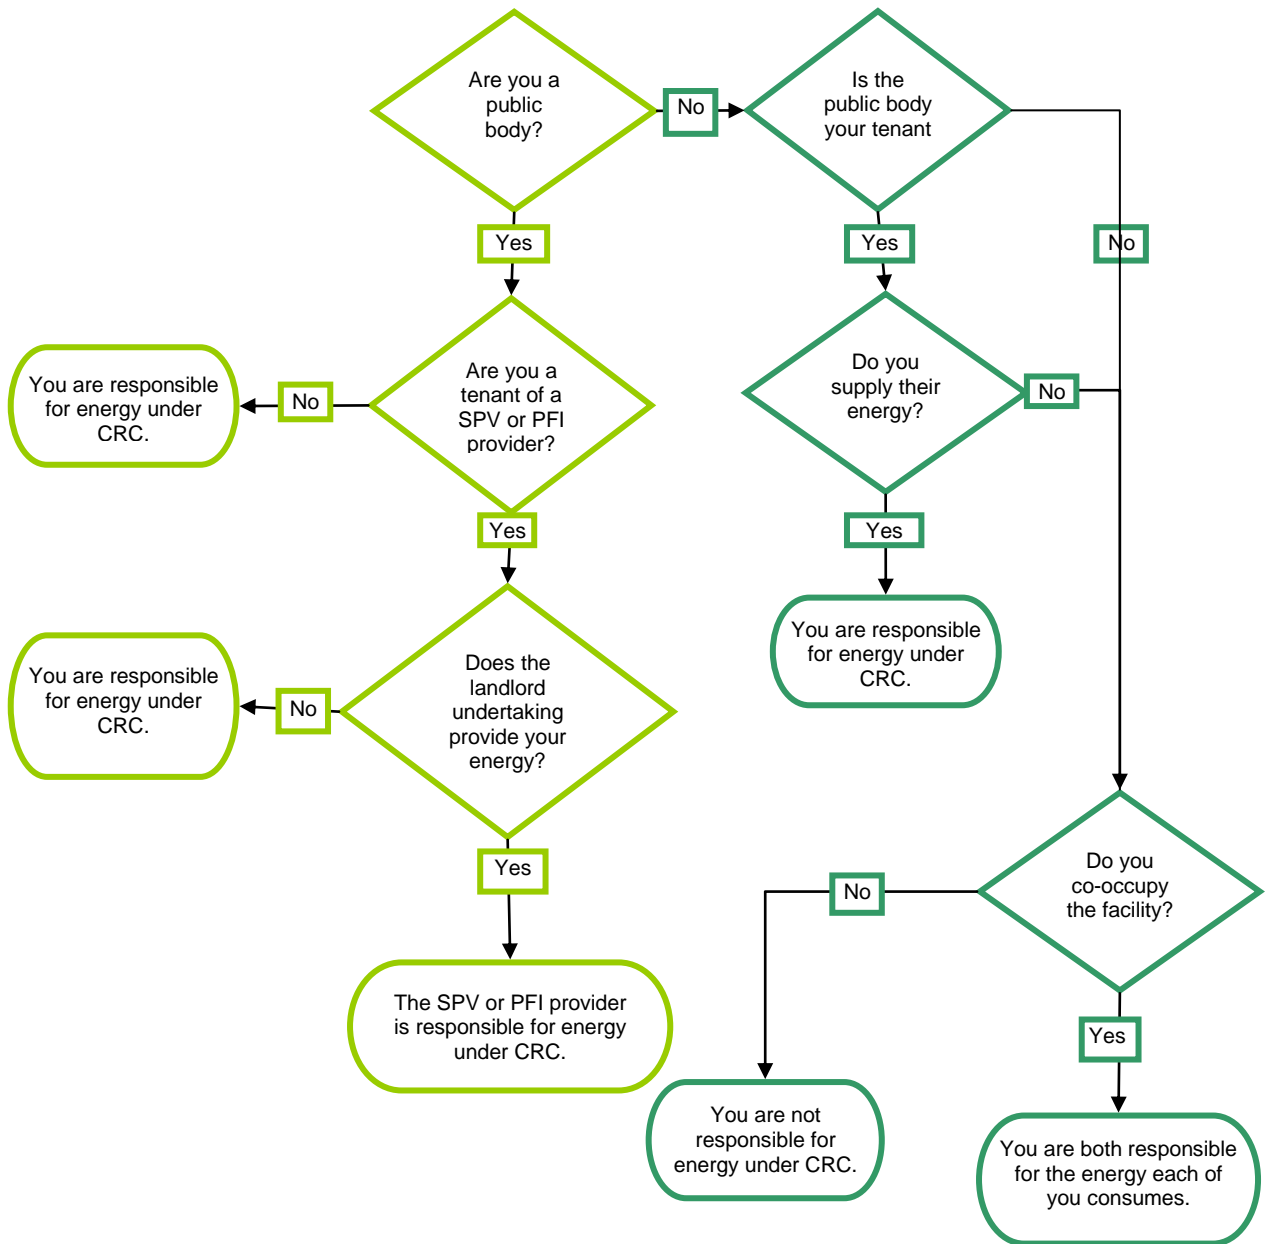 Are you a
public
body?
No
Is the
public body
your tenant
Yes
Yes
No
Are you a
tenant of a
SPV or PFI
provider?
No
You are responsible
for energy under
CRC.
Do you
supply their
energy?
No
Yes
Yes
You are responsible
for energy under
CRC.
Does the
landlord
undertaking
provide your
energy?
No
You are responsible
for energy under
CRC.
Yes
The SPV or PFI provider
is responsible for energy
under CRC.
Do you
co-occupy
the facility?
No
Yes
You are not
responsible for
energy under CRC.
You are both responsible
for the energy each of
you consumes.